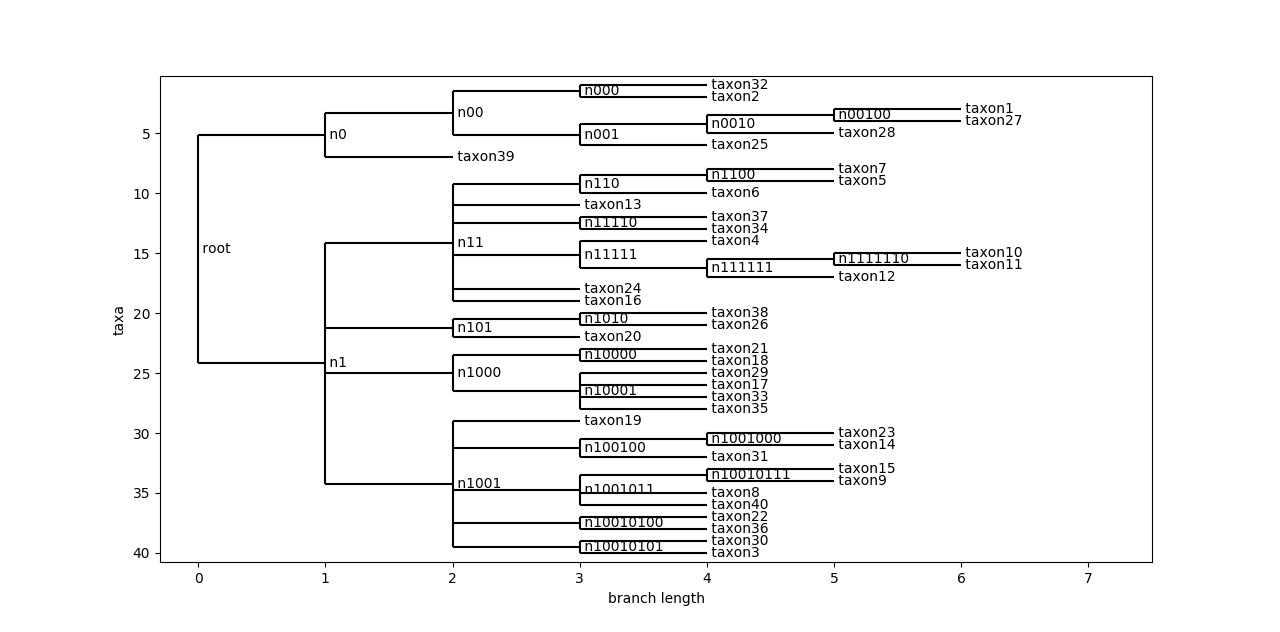 taxon32
n000
taxon2
taxon1
n00
n00100
taxon27
n0010
taxon28
5
n0
n001
taxon25
taxon39
taxon7
n1100
taxon5
n110
10
taxon6
taxon13
taxon37
n11110
taxon34
taxon4
n11
root
15
n11111
taxon10
n1111110
taxon11
n111111
taxon12
taxon24
taxon16
20
taxon38
n1010
taxon26
taxa
n101
taxon20
taxon21
n10000
taxon18
n1
25
n1000
taxon29
taxon17
n10001
taxon33
taxon35
taxon19
30
taxon23
n1001000
taxon14
n100100
taxon31
taxon15
n10010111
taxon9
n1001
35
n1001011
taxon8
taxon40
taxon22
n10010100
taxon36
taxon30
n10010101
40
taxon3
0 1 2 3 4 5 6 7
branch length